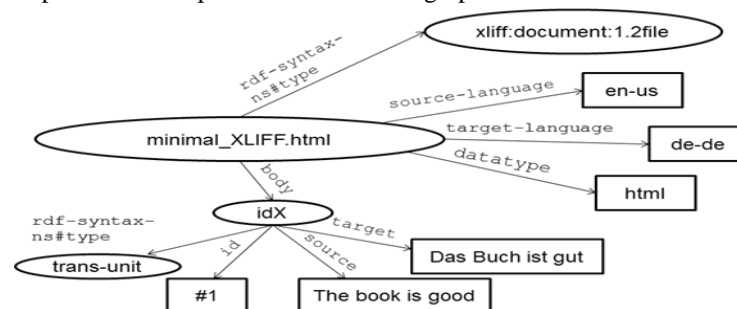 xliff:document:1.2file
rdf-syntax-
ns#type
source-language
en-us
target-language
minimal_XLIFF.html
de-de
datatype
html
body
idX
rdf-syntax-
ns#type
target
id
source
Das Buch ist gut
trans-unit
#1
The book is good